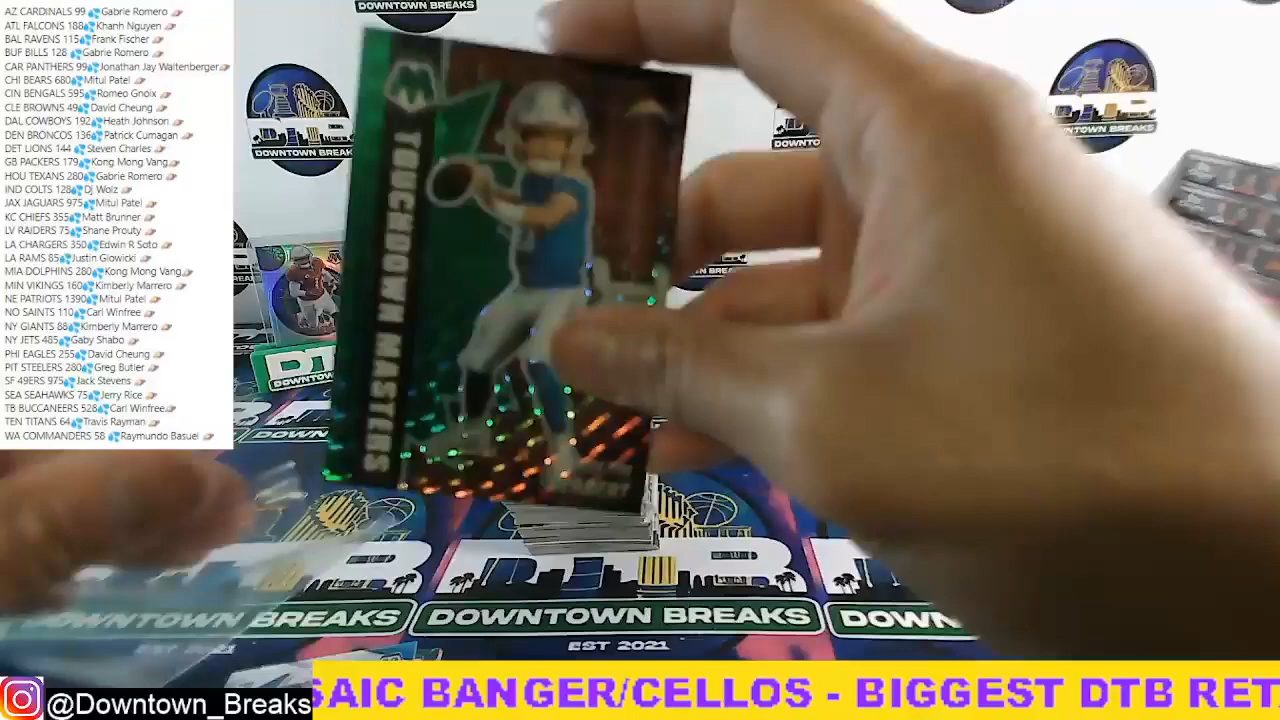 AZ CARDINALS 99 💦Gabrie Romero 🏉
ATL FALCONS 188💦Khanh Nguyen 🏉
BAL RAVENS 115💦Frank Fischer 🏉
BUF BILLS 128 💦Gabrie Romero 🏉
CAR PANTHERS 99💦Jonathan Jay Waltenberger🏉
CHI BEARS 680💦Mitul Patel 🏉
CIN BENGALS 595💦Romeo Gnoix 🏉
CLE BROWNS 49💦David Cheung 🏉
DAL COWBOYS 192💦Heath Johnson 🏉
DEN BRONCOS 136💦Patrick Cumagan 🏉
DET LIONS 144 💦Steven Charles 🏉
GB PACKERS 179💦Kong Mong Vang🏉
HOU TEXANS 280💦Gabrie Romero 🏉
IND COLTS 128💦DJ Wolz 🏉
JAX JAGUARS 975💦Mitul Patel 🏉
KC CHIEFS 355💦Matt Brunner 🏉
LV RAIDERS 75💦Shane Prouty 🏉
LA CHARGERS 350💦Edwin R Soto 🏉
LA RAMS 85💦Justin Glowicki 🏉
MIA DOLPHINS 280💦Kong Mong Vang🏉
MIN VIKINGS 160💦Kimberly Marrero 🏉
NE PATRIOTS 1390💦Mitul Patel 🏉
NO SAINTS 110💦Carl Winfree 🏉
NY GIANTS 88💦Kimberly Marrero 🏉
NY JETS 485💦Gaby Shabo 🏉
PHI EAGLES 255💦David Cheung 🏉
PIT STEELERS 280💦Greg Butler 🏉
SF 49ERS 975💦Jack Stevens 🏉
SEA SEAHAWKS 75💦Jerry Rice 🏉
TB BUCCANEERS 528💦Carl Winfree🏉
TEN TITANS 64💦Travis Rayman 🏉
WA COMMANDERS 58 💦Raymundo Basuel 🏉
DOWNTOWN BREAKS
DTB
DOWNTOWN BREAKS
DTB
DOWNTOWN BREAKS
TOUCHDOWN MASTERS
HERBERT
DTB
DOWNTOWN BREAKS
DOWNTOWN BREAKS
DOWN
EST 2021
@Downtown_Breaks
SAIC BANGER/CELLOS - BIGGEST DTB RET